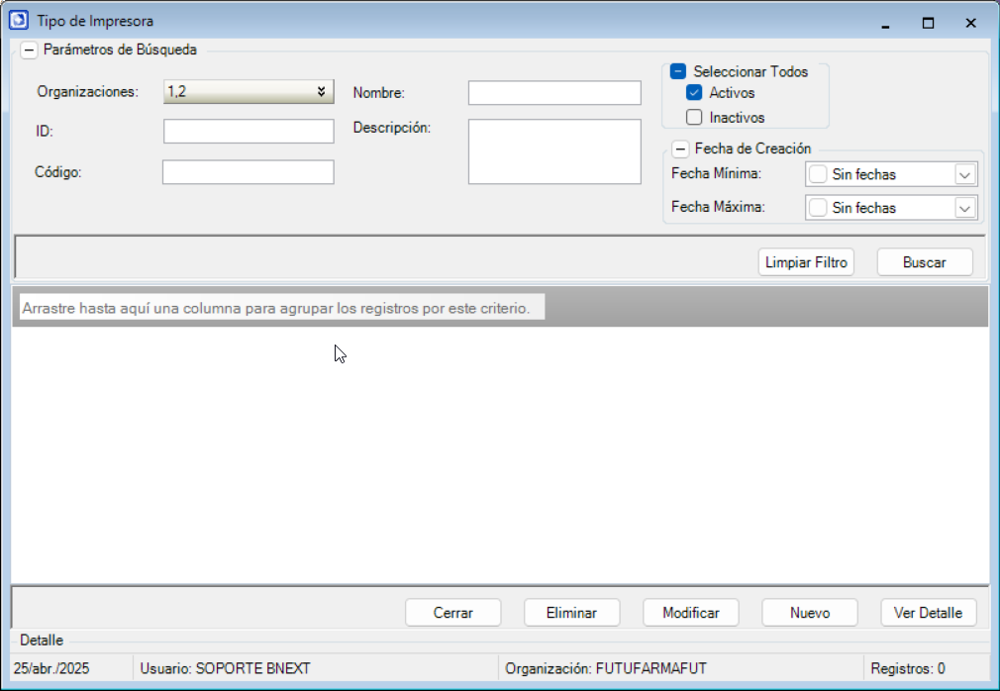 Tipo de Impresora
Parámetros de Búsqueda
Organizaciones: 1,2
Nombre:
ID:
Descripción:
Código:
Seleccionar Todos
Activos
Inactivos
Fecha de Creación
Fecha Mínima: Sin fechas
Fecha Máxima: Sin fechas
Limpiar Filtro Buscar
Arrastre hasta aquí una columna para agrupar los registros por este criterio.
Cerrar Eliminar Modificar Nuevo Ver Detalle
Detalle
25/abr./2025 Usuario: SOPORTE BNEXT Organización: FUTUFARMAFUT Registros: 0